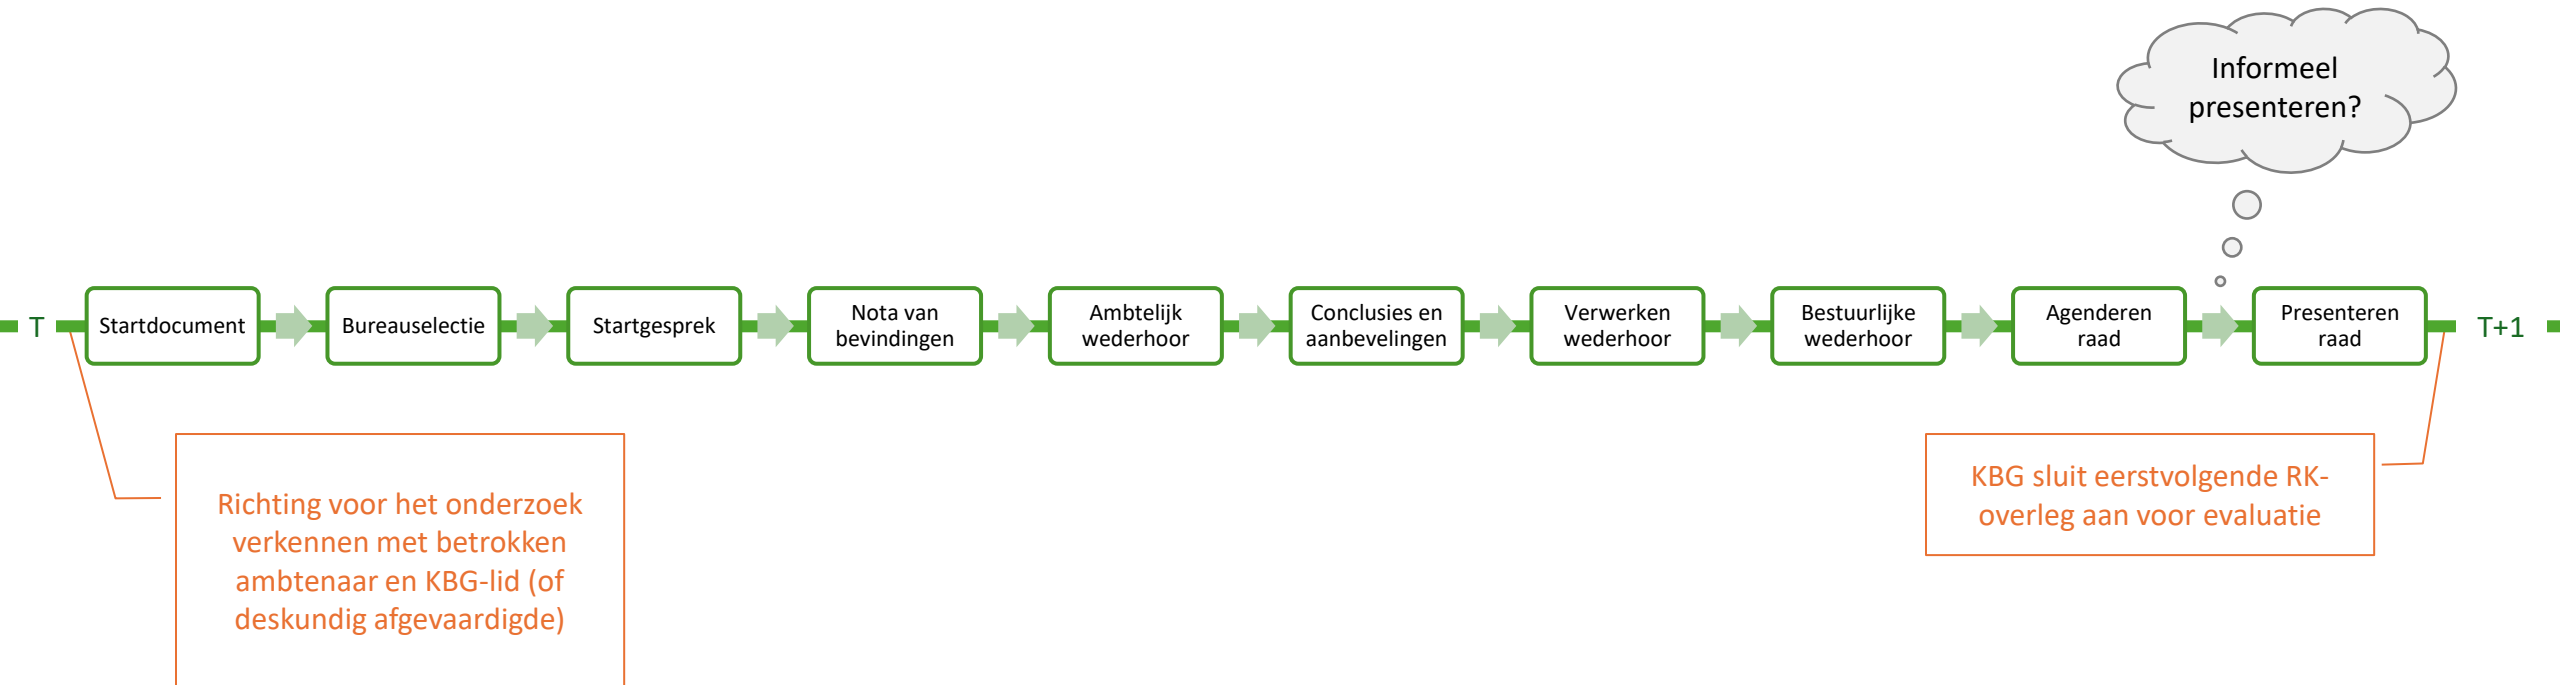 Informeel
presenteren?
T
Startdocument
Bureauselectie
Startgesprek
Nota van
bevindingen
Ambtelijk
wederhoor
Conclusies en
aanbevelingen
Verwerken
wederhoor
Bestuurlijke
wederhoor
Agenderen
raad
Presenteren
raad
T+1
Richting voor het onderzoek
verkennen met betrokken
ambtenaar en KBG-lid (of
deskundig afgevaardigde)
KBG sluit eerstvolgende RK-
overleg aan voor evaluatie